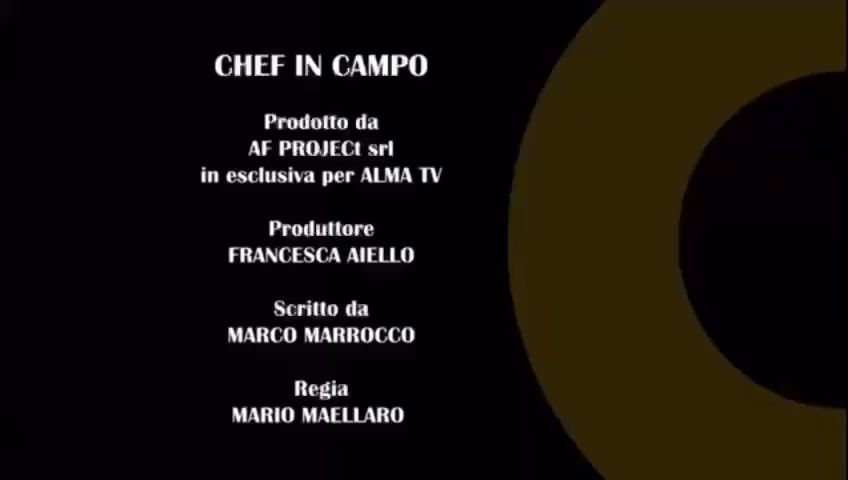 CHEF IN CAMPO
Prodotto da
AF PROJECt srl
in esclusiva per ALMA TV
Produttore
FRANCESCA AIELLO
Scritto da
MARCO MARROCCO
Regia
MARIO MAELLARO